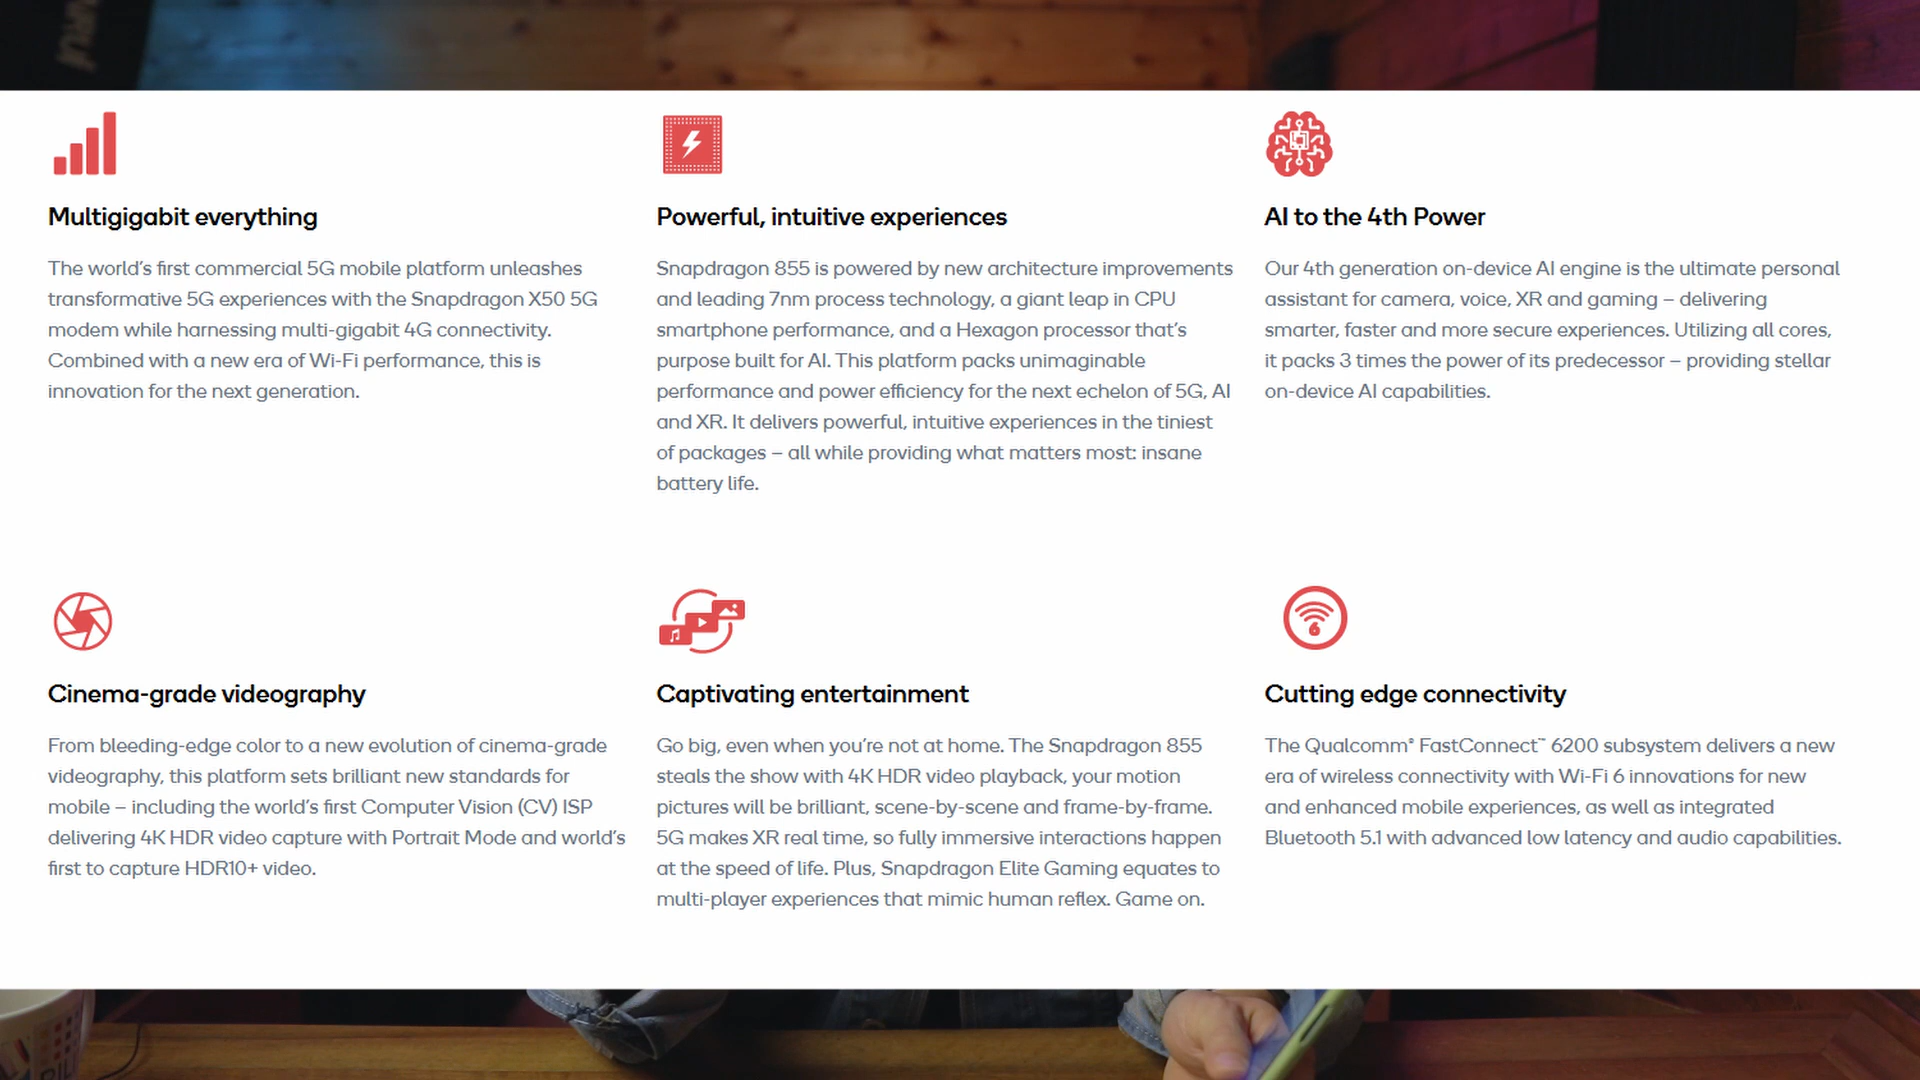 Multigigabit everything
The world's first commercial 5G mobile platform unleashes
transformative 5G experiences with the Snapdragon X50 5G
modem while harnessing multi-gigabit 4G connectivity.
Combined with a new era of Wi-Fi performance, this is
innovation for the next generation.
Powerful, intuitive experiences
Snapdragon 855 is powered by new architecture improvements
and leading 7nm process technology, a giant leap in CPU
smartphone performance, and a Hexagon processor that's
purpose built for AI. This platform packs unimaginable
performance and power efficiency for the next echelon of 5G, AI
and XR. It delivers powerful, intuitive experiences in the tiniest
of packages – all while providing what matters most: insane
battery life.
AI to the 4th Power
Our 4th generation on-device AI engine is the ultimate personal
assistant for camera, voice, XR and gaming – delivering
smarter, faster and more secure experiences. Utilizing all cores,
it packs 3 times the power of its predecessor – providing stellar
on-device AI capabilities.
Cinema-grade videography
From bleeding-edge color to a new evolution of cinema-grade
videography, this platform sets brilliant new standards for
mobile – including the world's first Computer Vision (CV) ISP
delivering 4K HDR video capture with Portrait Mode and world's
first to capture HDR10+ video.
Captivating entertainment
Go big, even when you're not at home. The Snapdragon 855
steals the show with 4K HDR video playback, your motion
pictures will be brilliant, scene-by-scene and frame-by-frame.
5G makes XR real time, so fully immersive interactions happen
at the speed of life. Plus, Snapdragon Elite Gaming equates to
multi-player experiences that mimic human reflex. Game on.
6
Cutting edge connectivity
The Qualcomm® FastConnect™ 6200 subsystem delivers a new
era of wireless connectivity with Wi-Fi 6 innovations for new
and enhanced mobile experiences, as well as integrated
Bluetooth 5.1 with advanced low latency and audio capabilities.